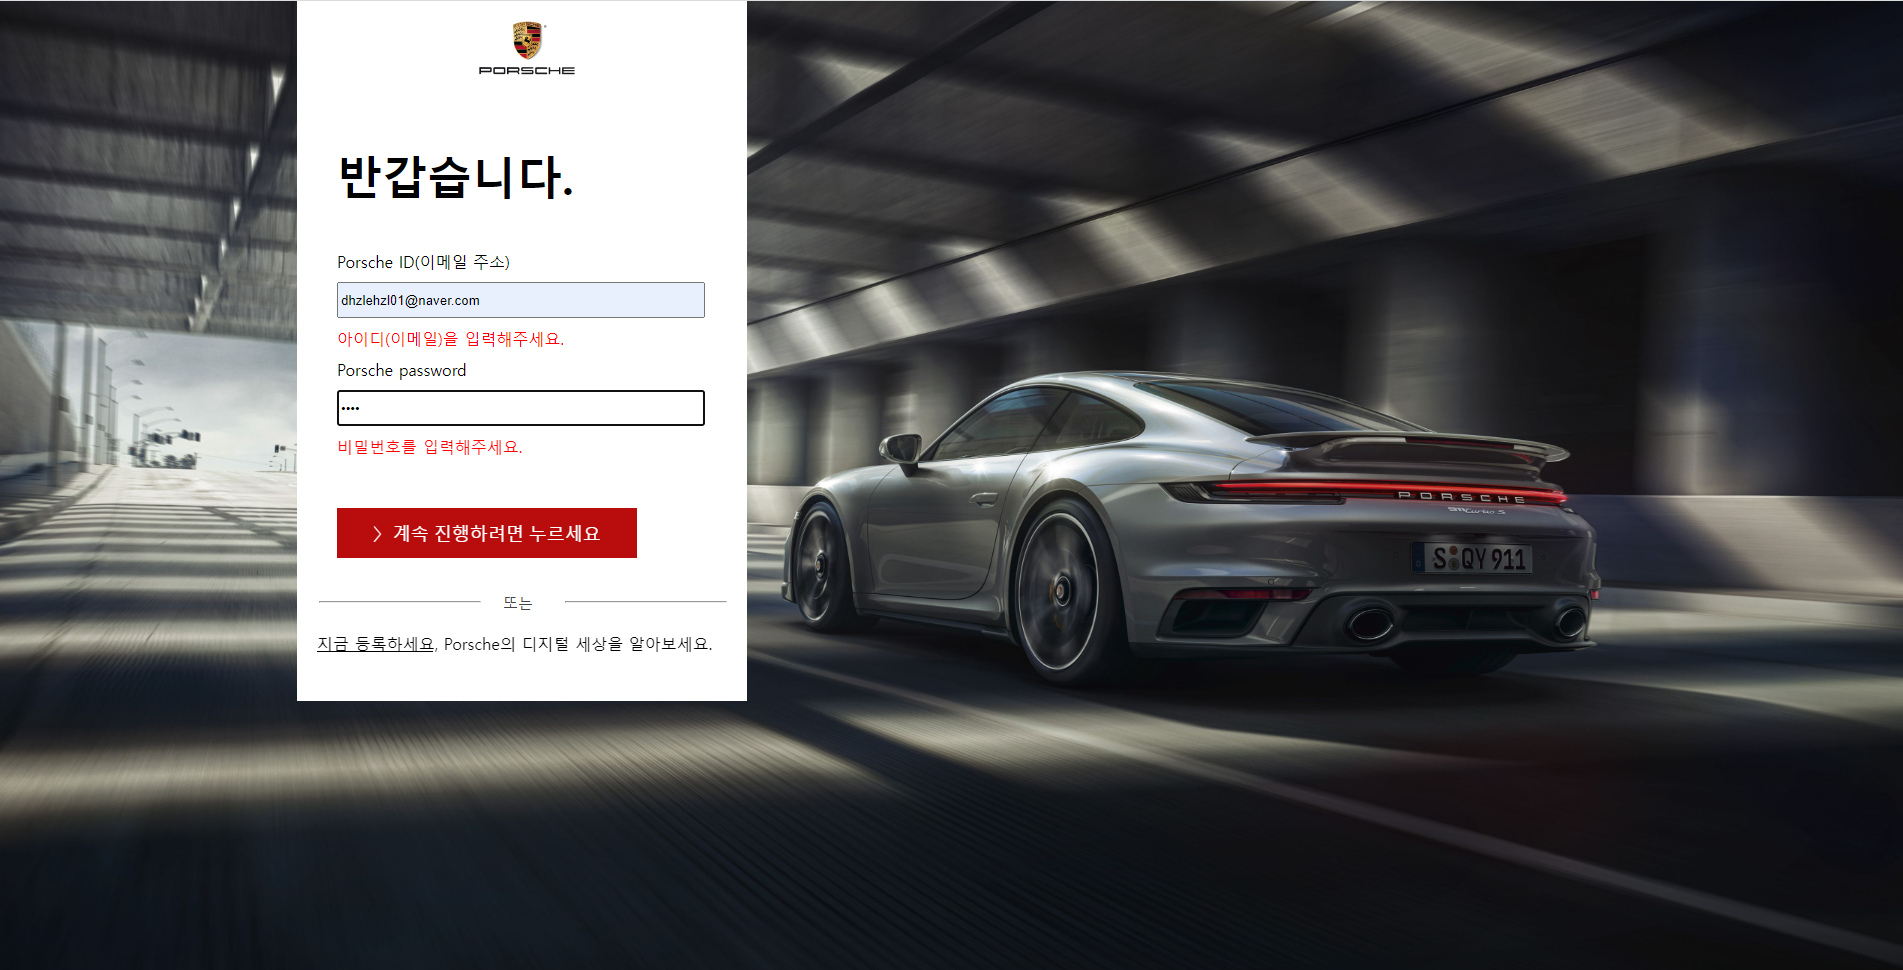 PORSCHE
반갑습니다.
Porsche ID(이메일 주소)
dhzlehzl01@naver.com
아이디(이메일)을 입력해주세요.
Porsche password
••••
비밀번호를 입력해주세요.
계속 진행하려면 누르세요
또는
지금 등록하세요, Porsche의 디지털 세상을 알아보세요.
PORSCHE
911 turbo S
S QY 911